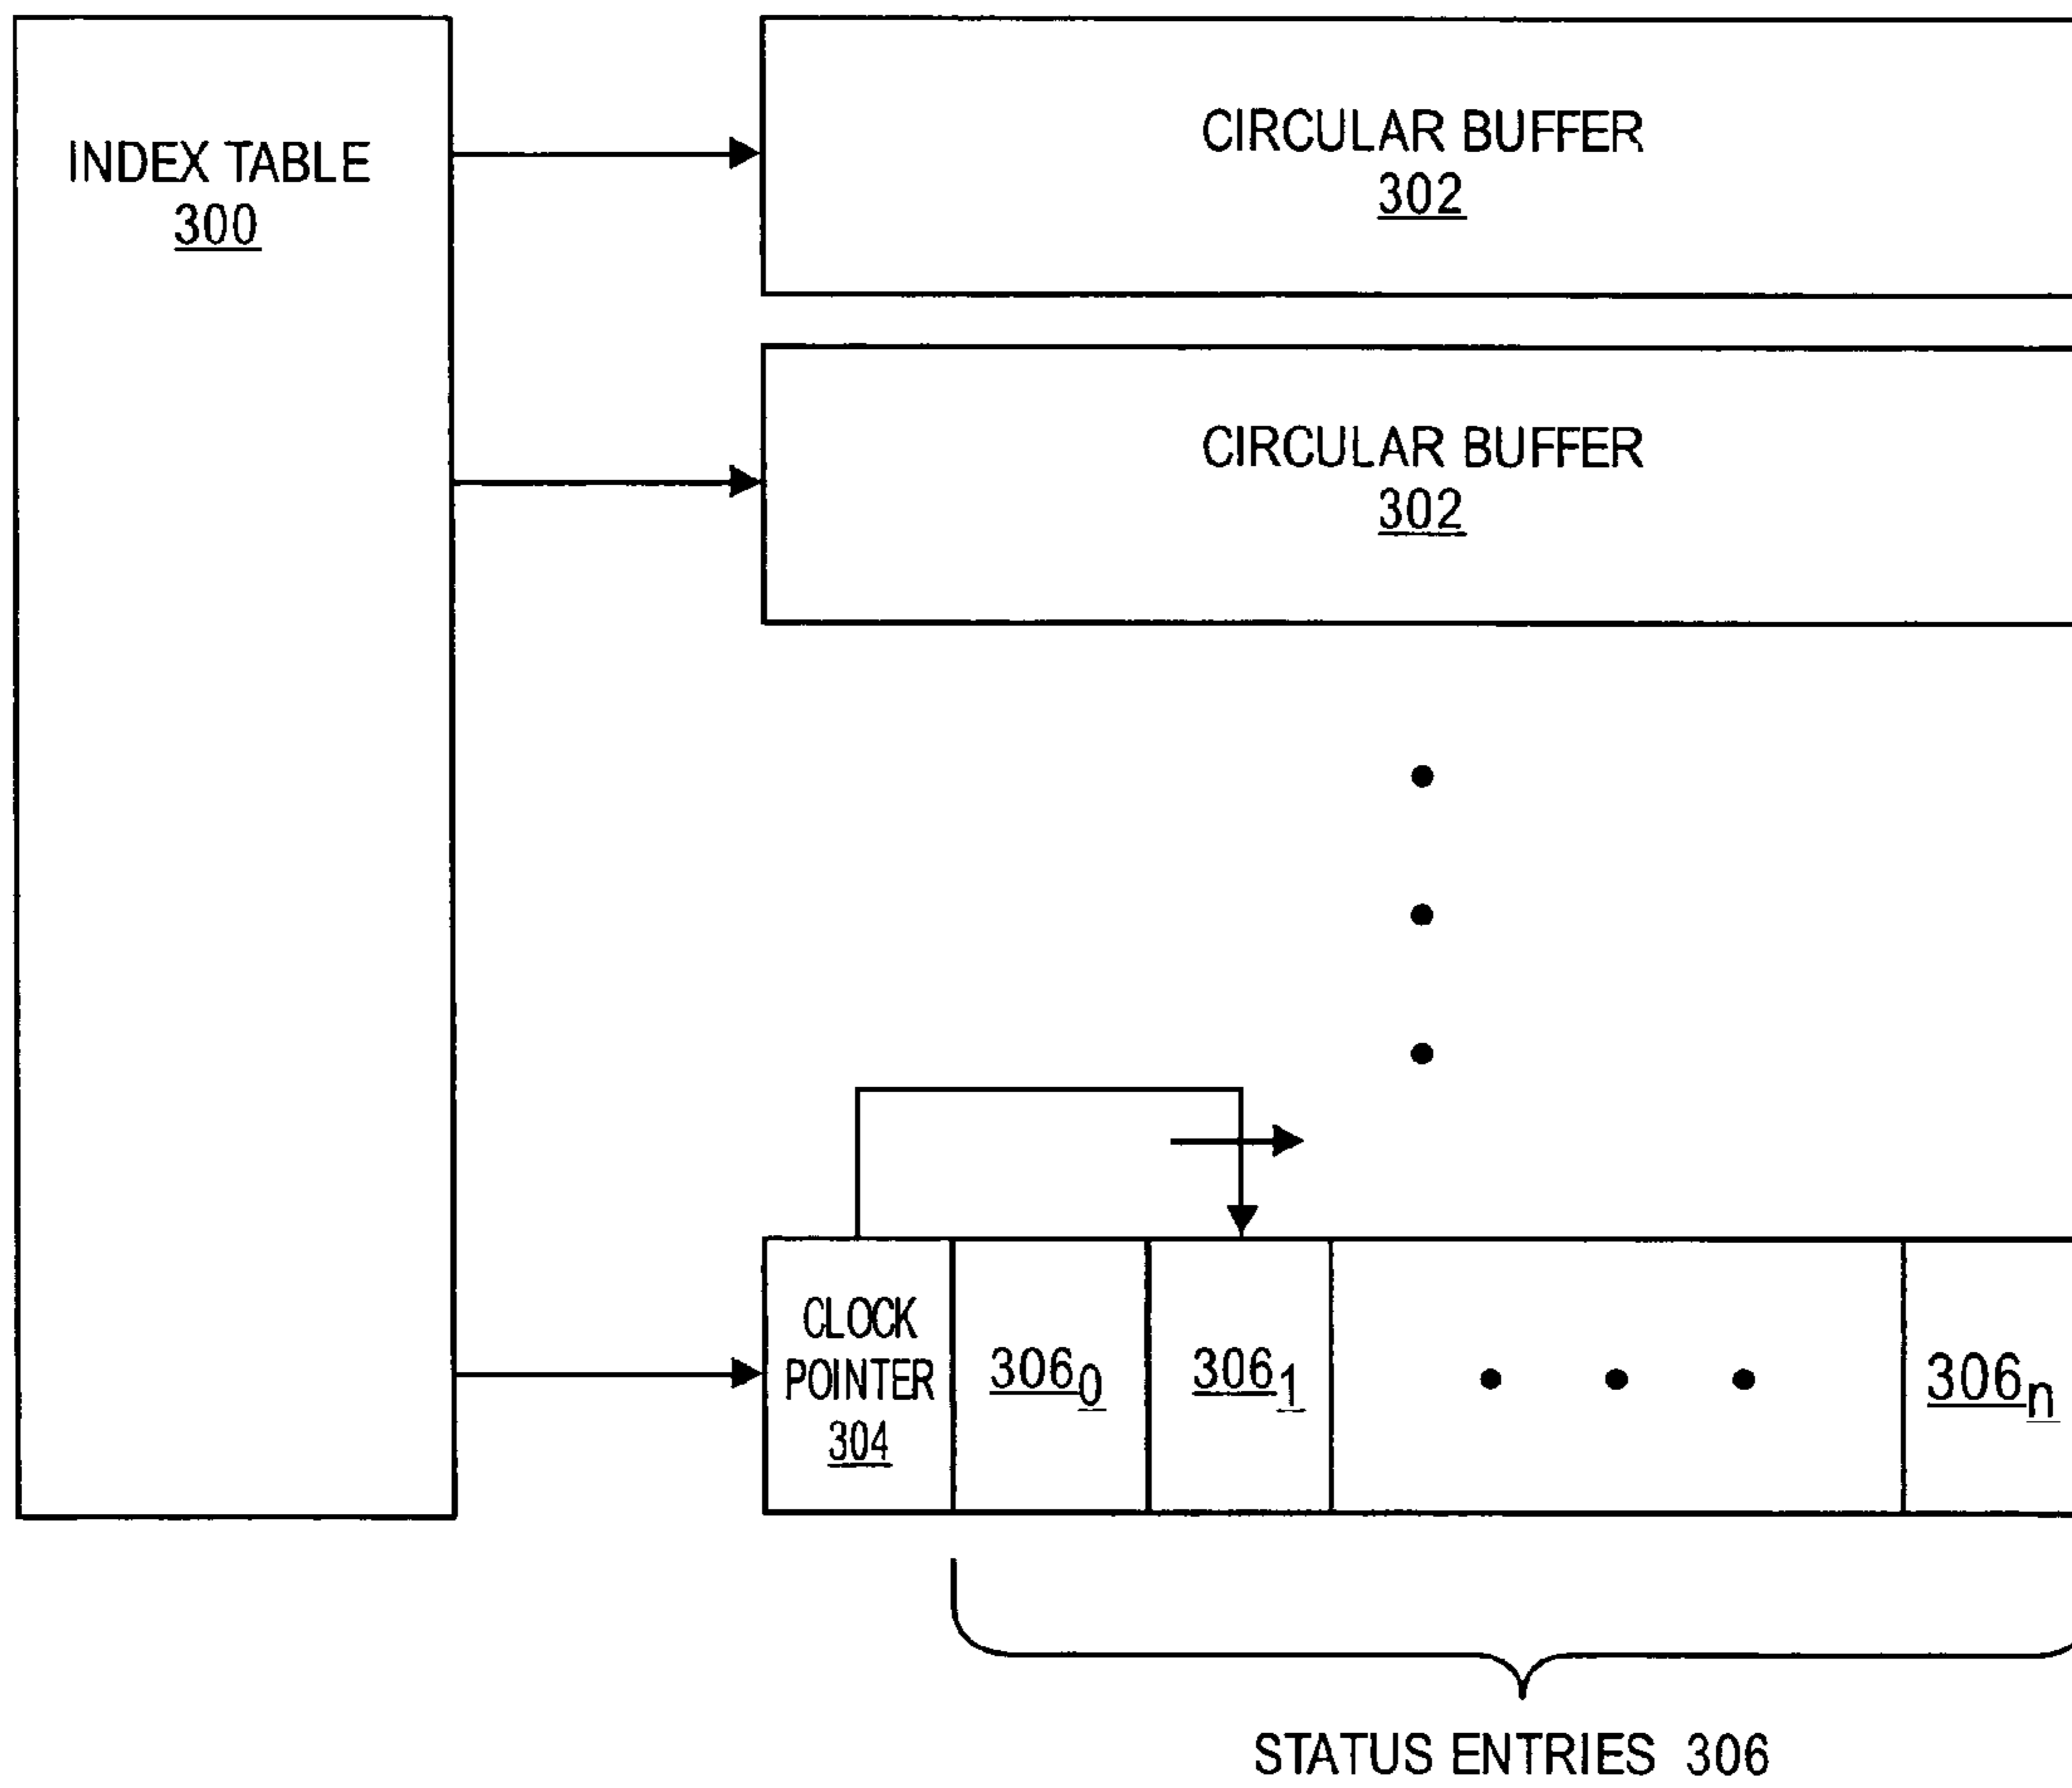 INDEX TABLE
300
CIRCULAR BUFFER
302
CIRCULAR BUFFER
302
CLOCK
POINTER
304
306₀
306₁
306ₙ
STATUS ENTRIES 306